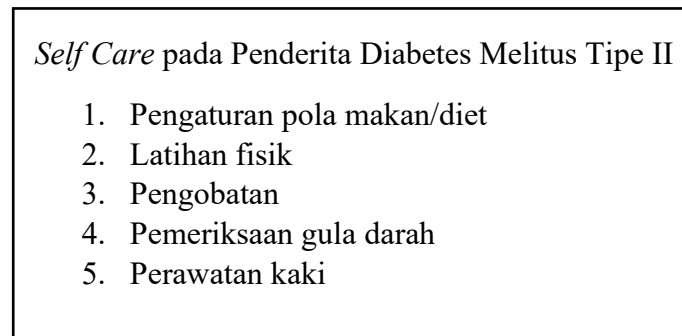 Self Care pada Penderita Diabetes Melitus Tipe II
1. Pengaturan pola makan/diet
2. Latihan fisik
3. Pengobatan
4. Pemeriksaan gula darah
5. Perawatan kaki